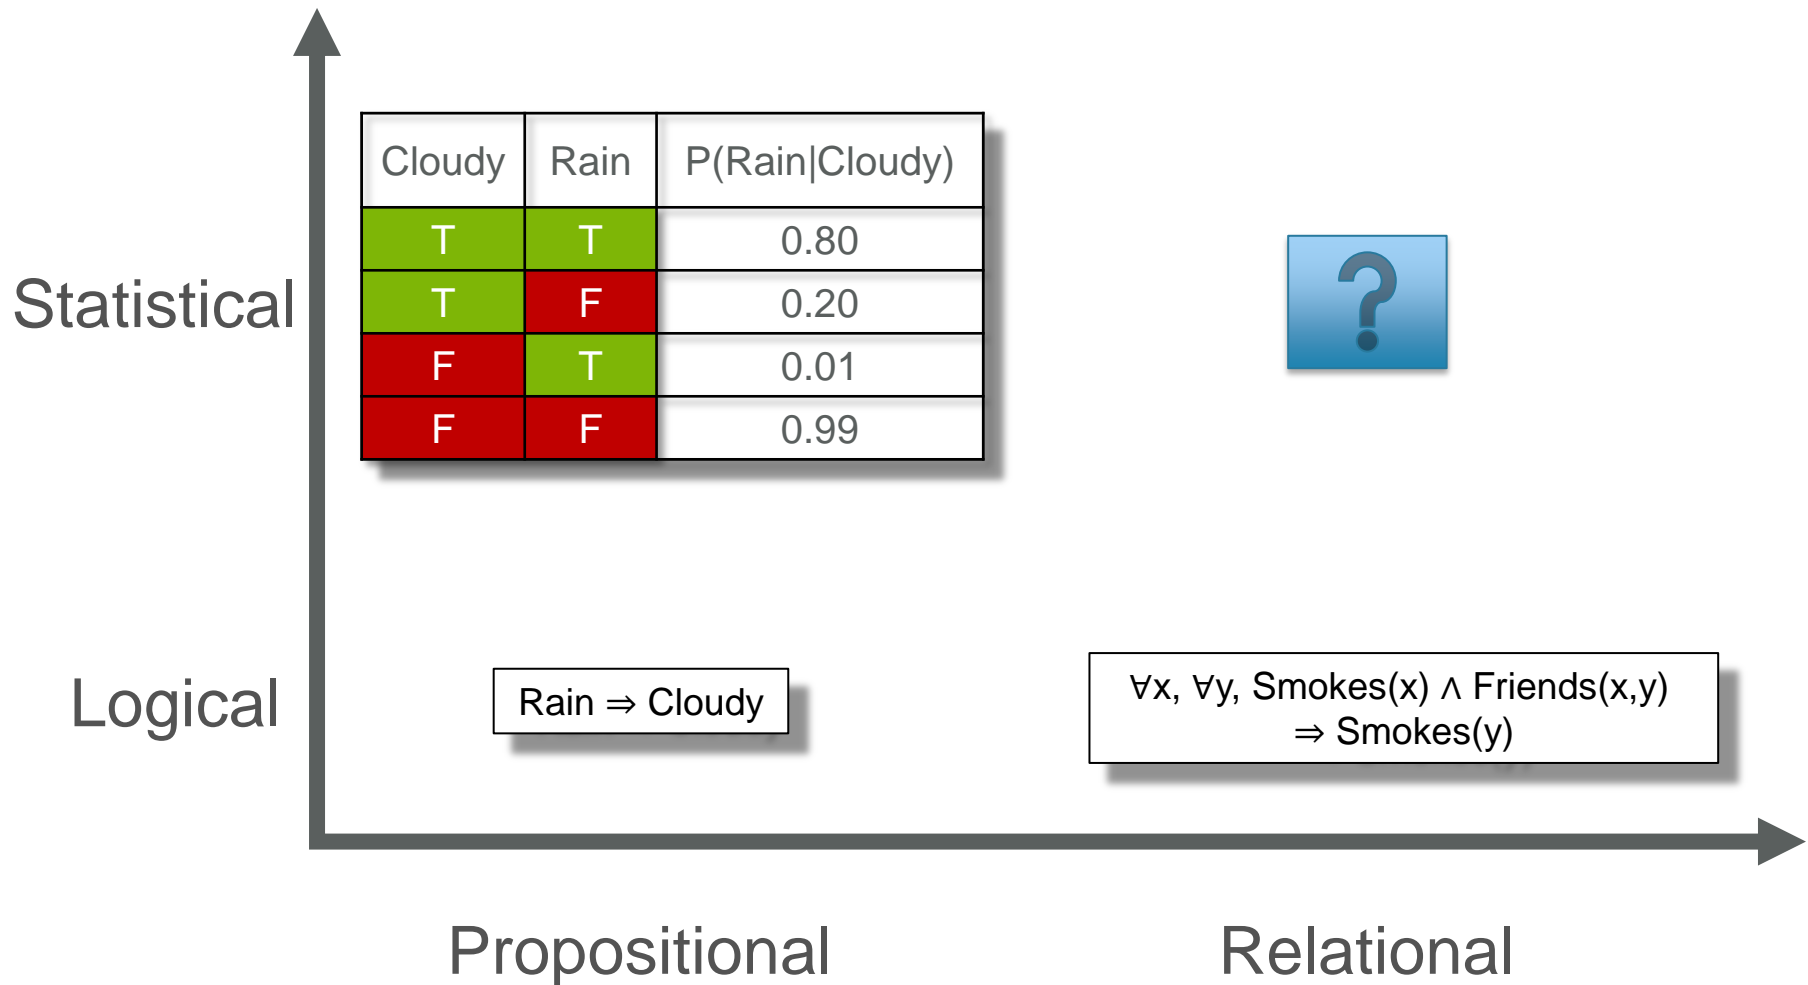 Cloudy Rain P(Rain|Cloudy)
T T 0.80
T F 0.20
F T 0.01
F F 0.99
Statistical
?
Logical
Rain ⇒ Cloudy
∀x, ∀y, Smokes(x) ∧ Friends(x,y)
⇒ Smokes(y)
Propositional
Relational